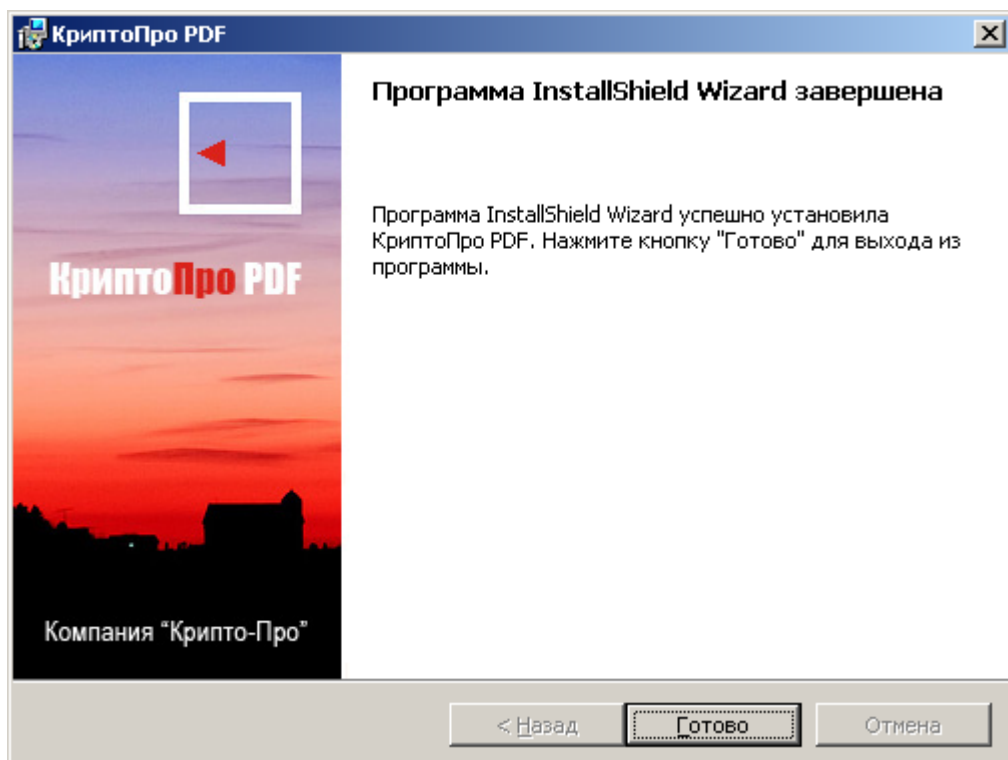 КриптоПро PDF
Программа InstallShield Wizard завершена
Программа InstallShield Wizard успешно установила
КриптоПро PDF. Нажмите кнопку "Готово" для выхода из
программы.
КриптоПро PDF
Компания “Крипто-Про”
< Назад
Готово
Отмена